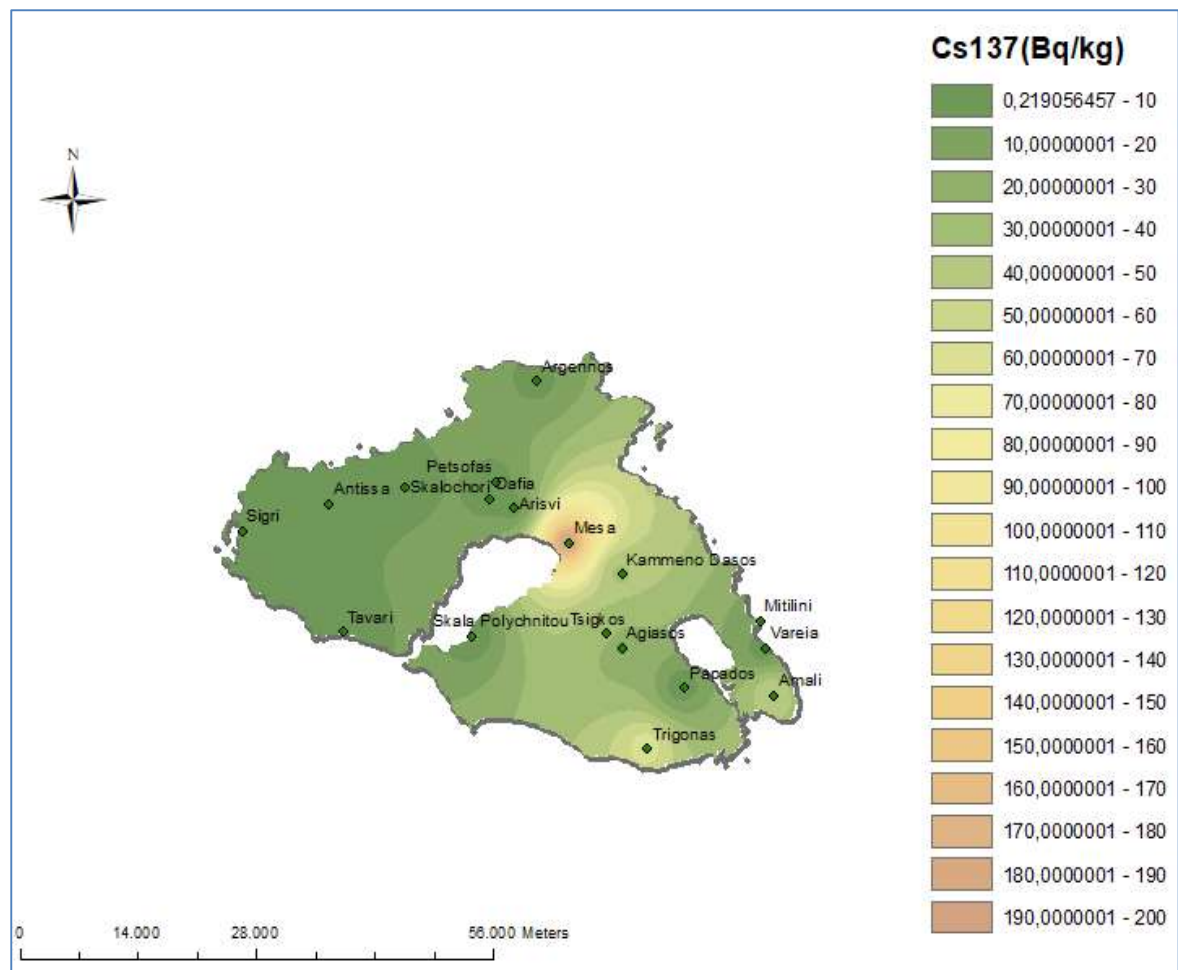 Cs137(Bq/kg)
0,219056457 - 10
10,00000001 - 20
20,00000001 - 30
30,00000001 - 40
40,00000001 - 50
50,00000001 - 60
60,00000001 - 70
70,00000001 - 80
80,00000001 - 90
90,00000001 - 100
100,0000001 - 110
110,0000001 - 120
120,0000001 - 130
130,0000001 - 140
140,0000001 - 150
150,0000001 - 160
160,0000001 - 170
170,0000001 - 180
180,0000001 - 190
190,0000001 - 200
N
Argennos
Petsofas
Antissa
Skalochori
Dafia
Arisvi
Sigri
Mesa
Kammeno Dasos
Mitilini
Tavari
Skala Polychnitou
Tsigkos
Agiasos
Vareia
Papados
Amali
Trigonas
0 14.000 28.000 56.000 Meters